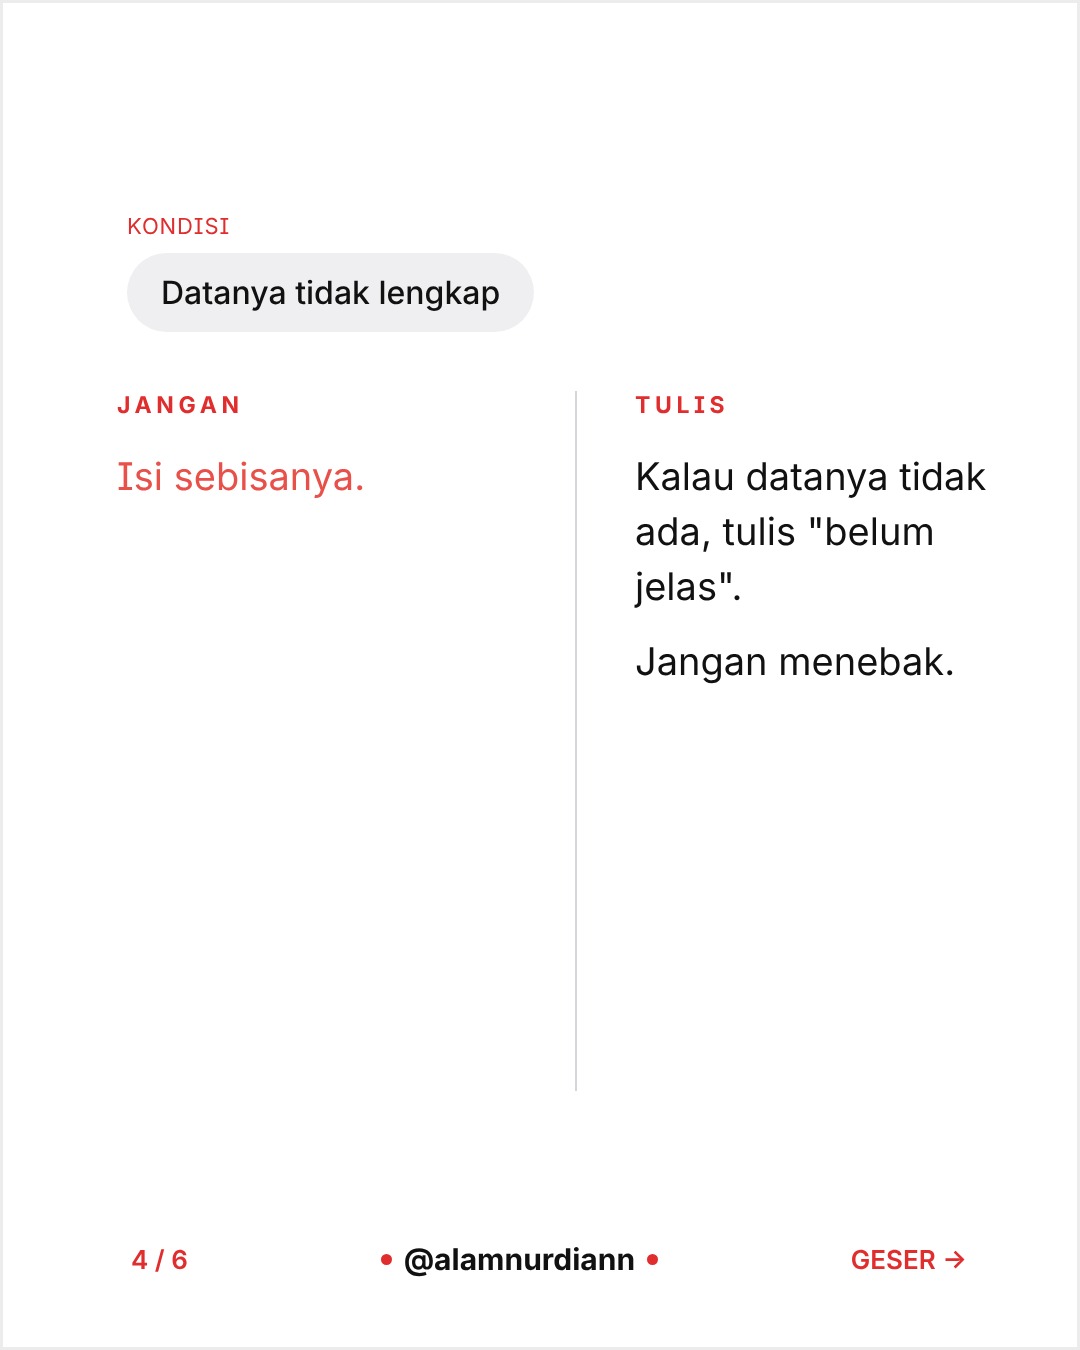 KONDISI
Datanya tidak lengkap
JANGAN
Isi sebisanya.
TULIS
Kalau datanya tidak
ada, tulis "belum
jelas".
Jangan menebak.
4 / 6
• @alamnurdiann •
GESER →